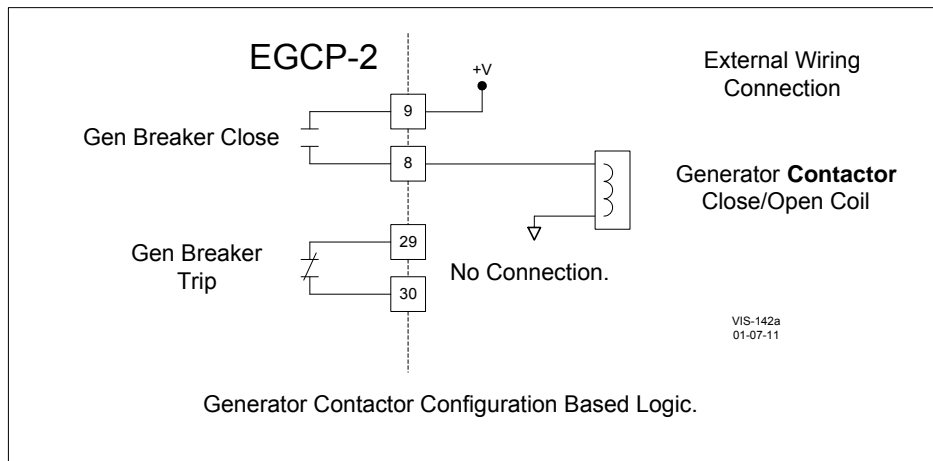 EGCP-2
+V
External Wiring
Connection
9
Gen Breaker Close
8
Generator Contactor
Close/Open Coil
29
Gen Breaker
Trip
No Connection.
30
VIS-142a
01-07-11
Generator Contactor Configuration Based Logic.